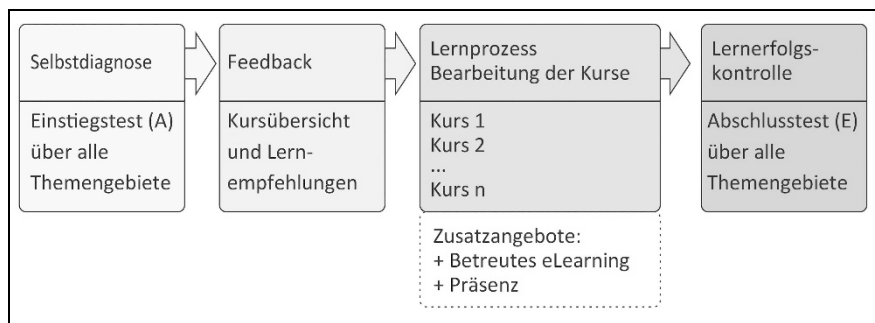 Selbstdiagnose
Einstiegstest (A)
über alle
Themengebiete
Feedback
Kursübersicht
und Lern-
empfehlungen
Lernprozess
Bearbeitung der Kurse
Kurs 1
Kurs 2
...
Kurs n
Zusatzangebote:
+ Betreutes eLearning
+ Präsenz
Lernerfolgs-
kontrolle
Abschlusstest (E)
über alle
Themengebiete